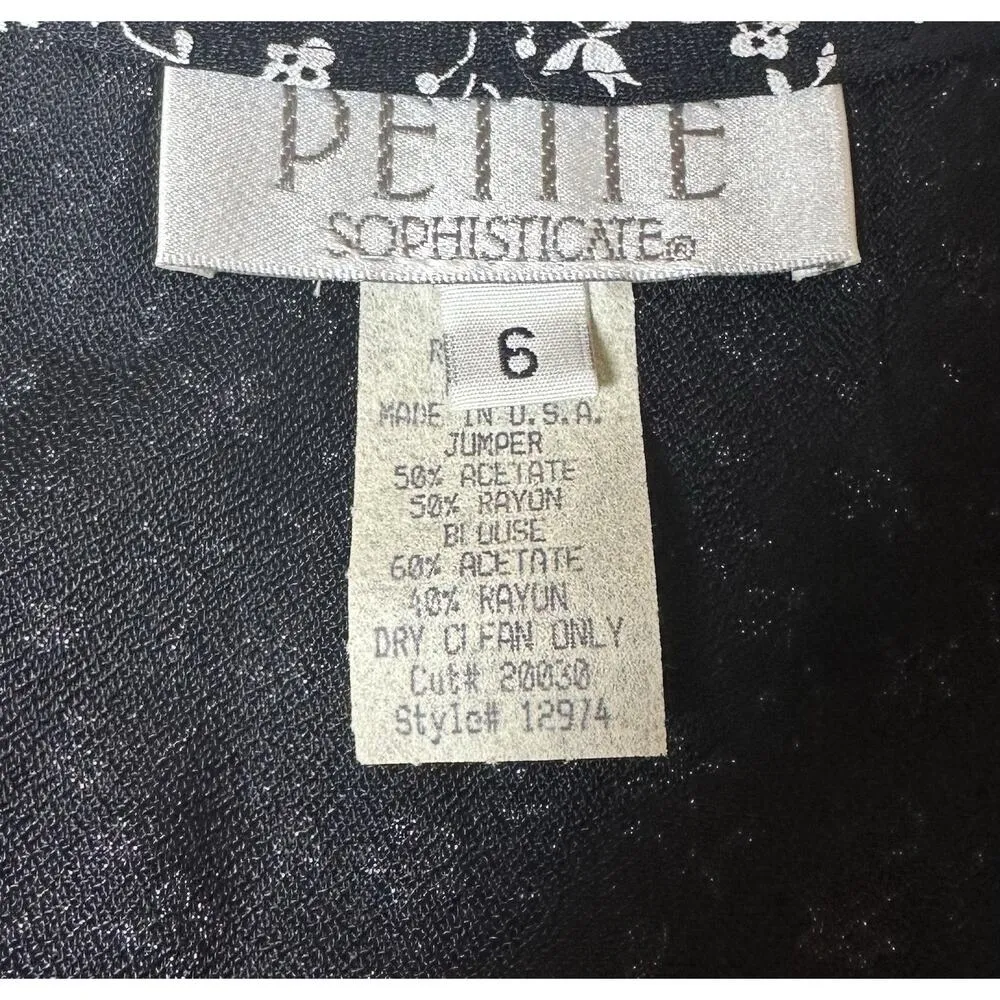 PETITE
SOPHISTICATE®
6
MADE IN U.S.A.
JUMPER
50% ACETATE
50% RAYON
BLOUSE
60% ACETATE
40% RAYON
DRY CLEAN ONLY
Cut# 20030
Style# 12974